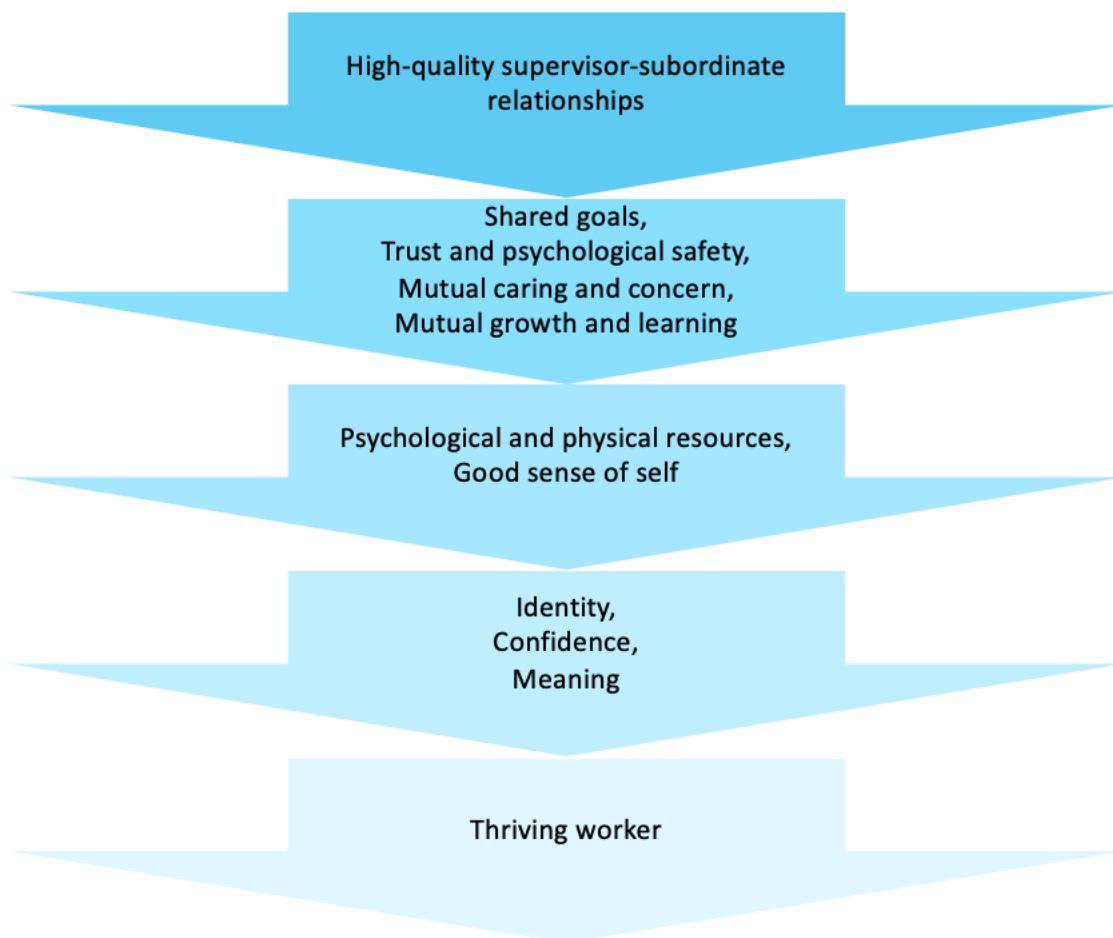 High-quality supervisor-subordinate
relationships
Shared goals,
Trust and psychological safety,
Mutual caring and concern,
Mutual growth and learning
Psychological and physical resources,
Good sense of self
Identity,
Confidence,
Meaning
Thriving worker